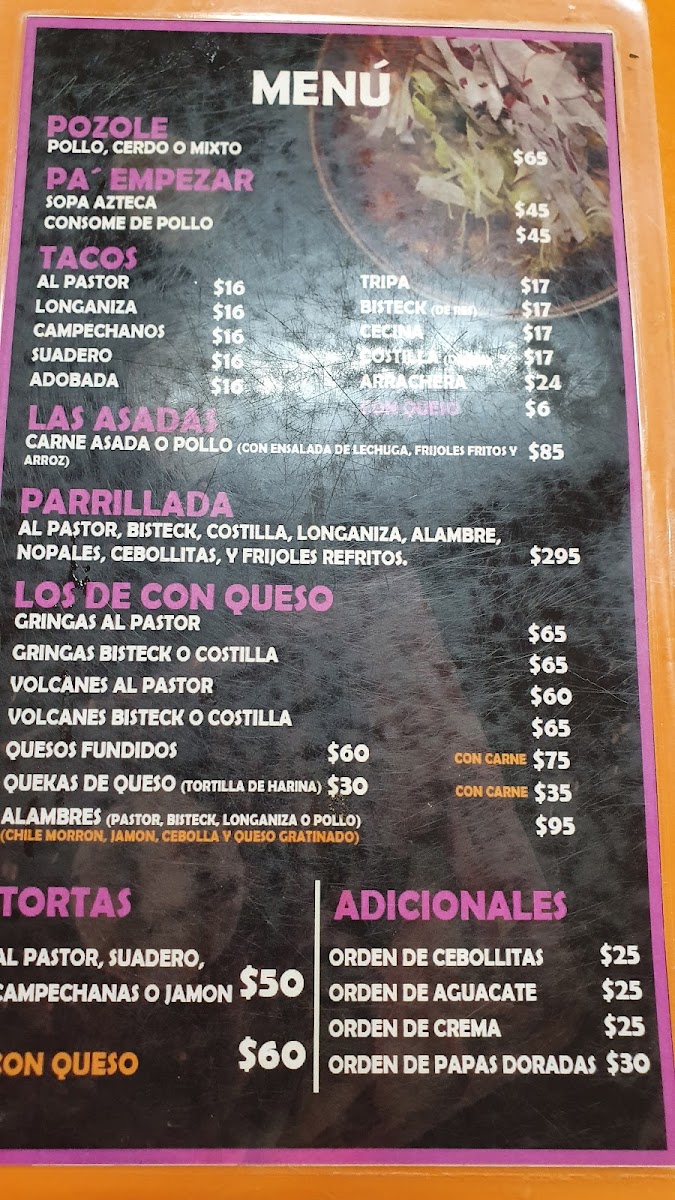 MENÚ
POZOLE
POLLO, CERDO O MIXTO $65
PA´ EMPEZAR
SOPA AZTECA $45
CONSOME DE POLLO $45
TACOS
AL PASTOR $16 TRIPA $17
LONGANIZA $16 BISTECK (DE RES) $17
CAMPECHANOS $16 CECINA $17
SUADERO $16 COSTILLA $17
ADOBADA $16 ARRACHERA $24
CON QUESO $6
LAS ASADAS
CARNE ASADA O POLLO (CON ENSALADA DE LECHUGA, FRIJOLES FRITOS Y $85
ARROZ)
PARRILLADA
AL PASTOR, BISTECK, COSTILLA, LONGANIZA, ALAMBRE,
NOPALES, CEBOLLITAS, Y FRIJOLES REFRITOS. $295
LOS DE CON QUESO
GRINGAS AL PASTOR $65
GRINGAS BISTECK O COSTILLA $65
VOLCANES AL PASTOR $60
VOLCANES BISTECK O COSTILLA $65
QUESOS FUNDIDOS $60 CON CARNE $75
QUEKAS DE QUESO (TORTILLA DE HARINA) $30 CON CARNE $35
ALAMBRES (PASTOR, BISTECK, LONGANIZA O POLLO) $95
(CHILE MORRON, JAMON, CEBOLLA Y QUESO GRATINADO)
TORTAS
AL PASTOR, SUADERO,
CAMPECHANAS O JAMON $50
CON QUESO $60
ADICIONALES
ORDEN DE CEBOLLITAS $25
ORDEN DE AGUACATE $25
ORDEN DE CREMA $25
ORDEN DE PAPAS DORADAS $30